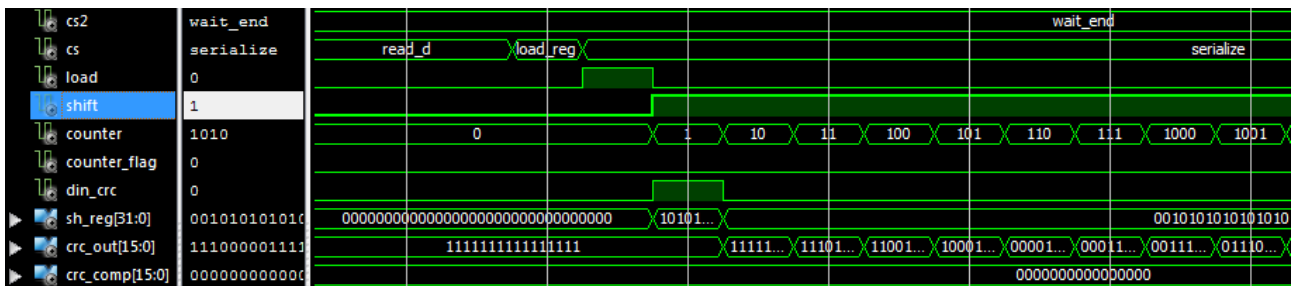 cs2 wait_end wait_end
cs serialize read_d load_reg serialize
load 0
shift 1
counter 1010 0 1 10 11 100 101 110 111 1000 1001
counter_flag 0
din_crc 0
sh_reg[31:0] 001010101010 00000000000000000000000000000000 10101... 0010101010101010
crc_out[15:0] 111000001111 1111111111111111 11111... 11101... 11001... 10001... 00001... 00011... 00111... 01110...
crc_comp[15:0] 000000000000 0000000000000000